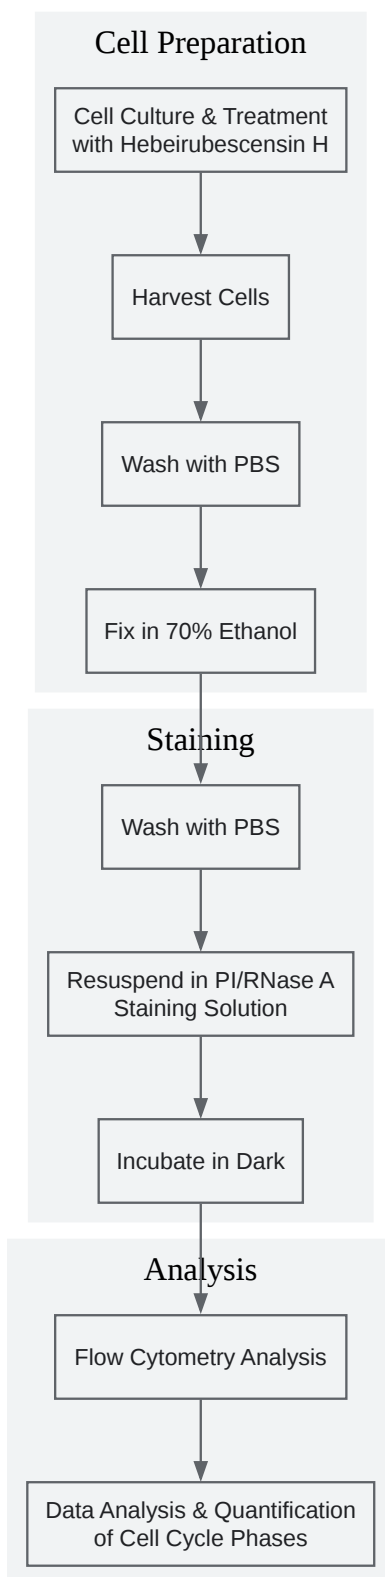 Cell Preparation
Cell Culture & Treatment
with Hebeirubescensin H
Harvest Cells
Wash with PBS
Fix in 70% Ethanol
Staining
Wash with PBS
Resuspend in PI/RNase A
Staining Solution
Incubate in Dark
Analysis
Flow Cytometry Analysis
Data Analysis & Quantification
of Cell Cycle Phases